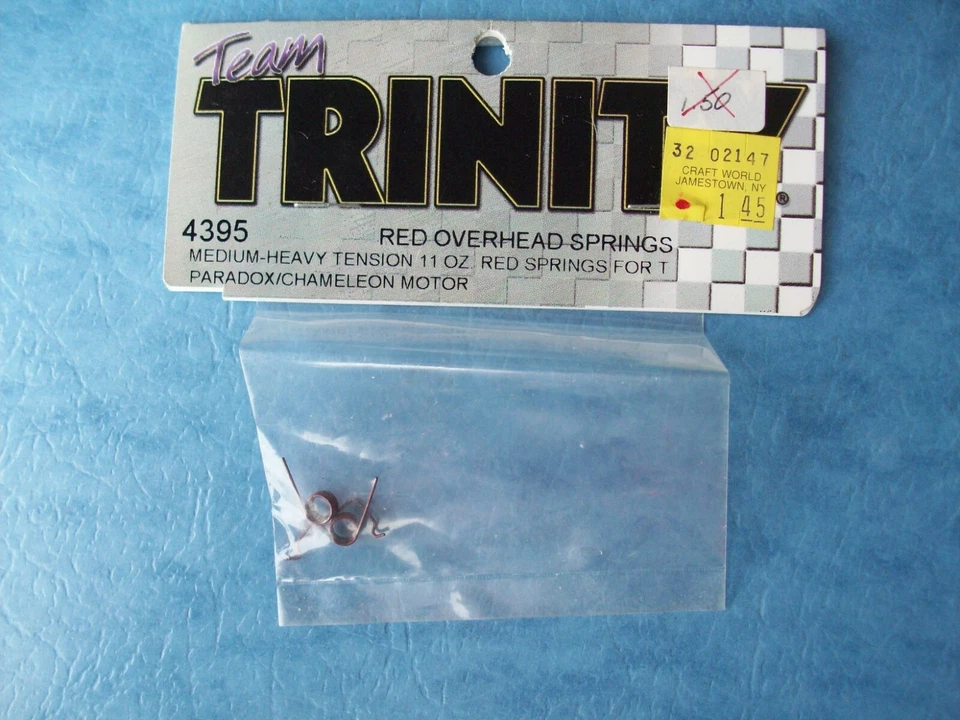 Team
TRINITY®
1.50
32 02147
CRAFT WORLD
JAMESTOWN, NY
1 45
4395
RED OVERHEAD SPRINGS
MEDIUM-HEAVY TENSION 11 OZ. RED SPRINGS FOR T
PARADOX/CHAMELEON MOTOR